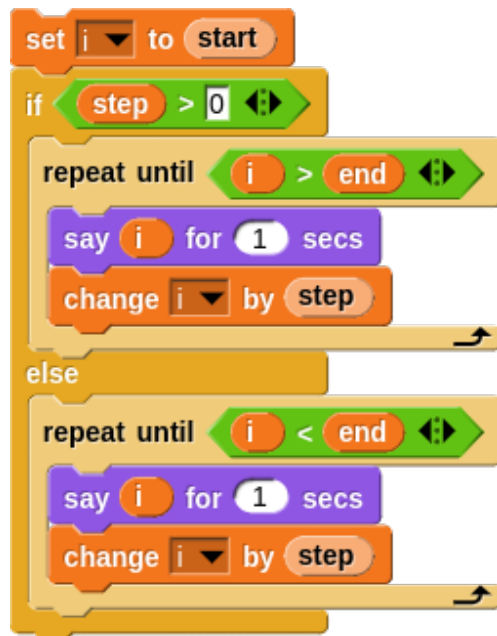 set i to start
if step > 0
repeat until i > end
say i for 1 secs
change i by step
else
repeat until i < end
say i for 1 secs
change i by step